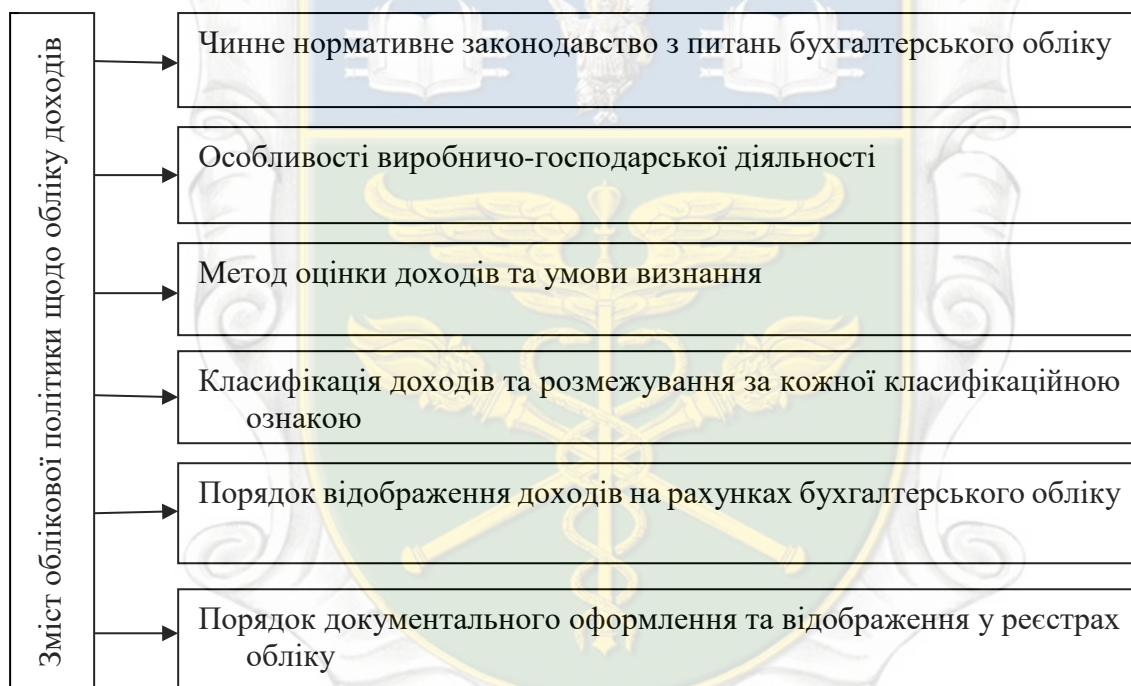 Зміст облікової політики щодо обліку доходів
Чинне нормативне законодавство з питань бухгалтерського обліку
Особливості виробничо-господарської діяльності
Метод оцінки доходів та умови визнання
Класифікація доходів та розмежування за кожної класифікаційною
ознакою
Порядок відображення доходів на рахунках бухгалтерського обліку
Порядок документального оформлення та відображення у реєстрах
обліку